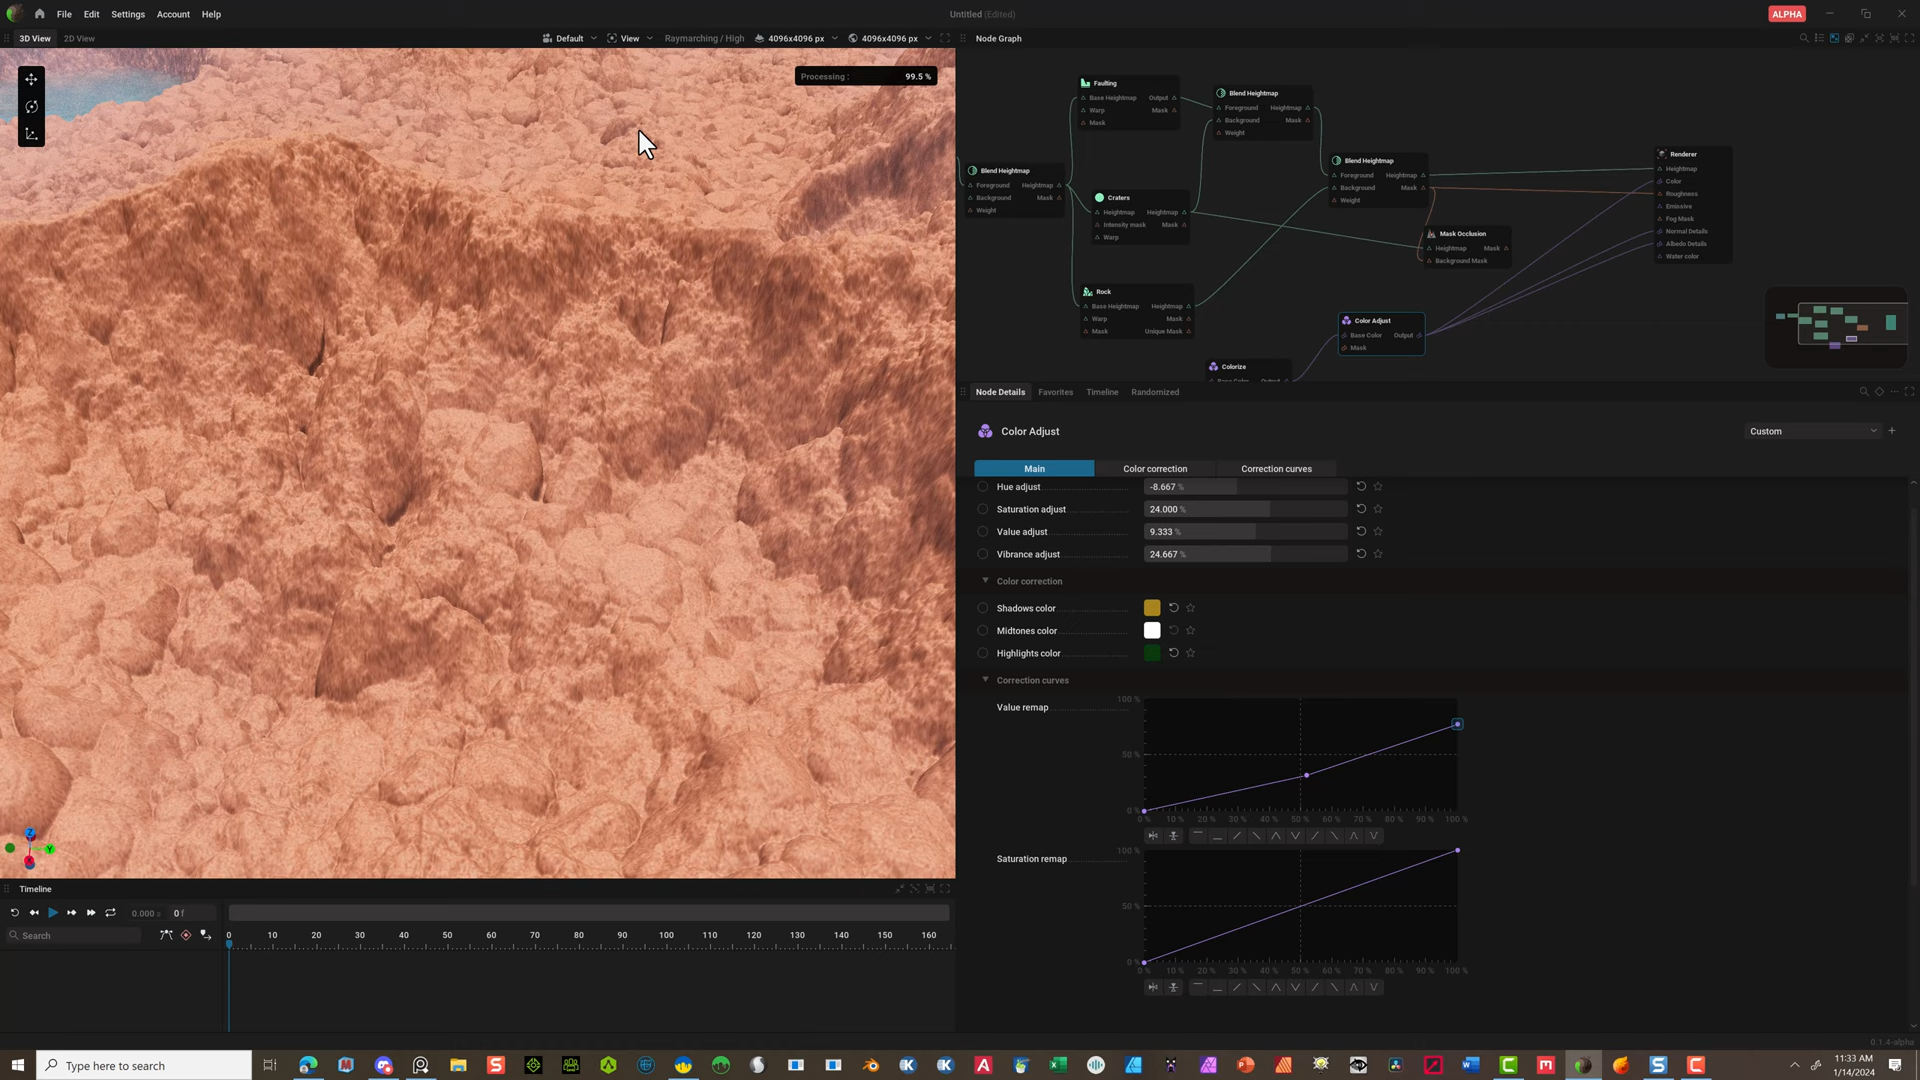 File Edit Settings Account Help
Untitled (Edited)
ALPHA
3D View 2D View
Default View Raymarching / High 4096x4096 px 4096x4096 px
Processing : 99.5 %
Node Graph
Faulting
Base Heightmap Output
Warp Mask
Mask
Blend Heightmap
Foreground Heightmap
Background Mask
Weight
Blend Heightmap
Foreground Heightmap
Background Mask
Weight
Craters
Heightmap Heightmap
Intensity mask Mask
Warp
Blend Heightmap
Foreground Heightmap
Background Mask
Weight
Renderer
Heightmap
Color
Roughness
Emissive
Fog Mask
Normal Details
Albedo Details
Water color
Mask Occlusion
Heightmap Mask
Background Mask
Rock
Base Heightmap Heightmap
Warp Mask
Mask Unique Mask
Color Adjust
Base Color Output
Mask
Colorize
Base Color Output
Node Details Favorites Timeline Randomized
Color Adjust
Custom
Main Color correction Correction curves
Hue adjust -8.667 %
Saturation adjust 24.000 %
Value adjust 9.333 %
Vibrance adjust 24.667 %
Color correction
Shadows color
Midtones color
Highlights color
Correction curves
Value remap
100 %
50 %
0 %
0 % 10 % 20 % 30 % 40 % 50 % 60 % 70 % 80 % 90 % 100 %
Saturation remap
100 %
50 %
0 %
0 % 10 % 20 % 30 % 40 % 50 % 60 % 70 % 80 % 90 % 100 %
Timeline
0.000 s 0 f
Search
0 10 20 30 40 50 60 70 80 90 100 110 120 130 140 150 160
0.1.4-alpha
Type here to search
11:33 AM
1/14/2024